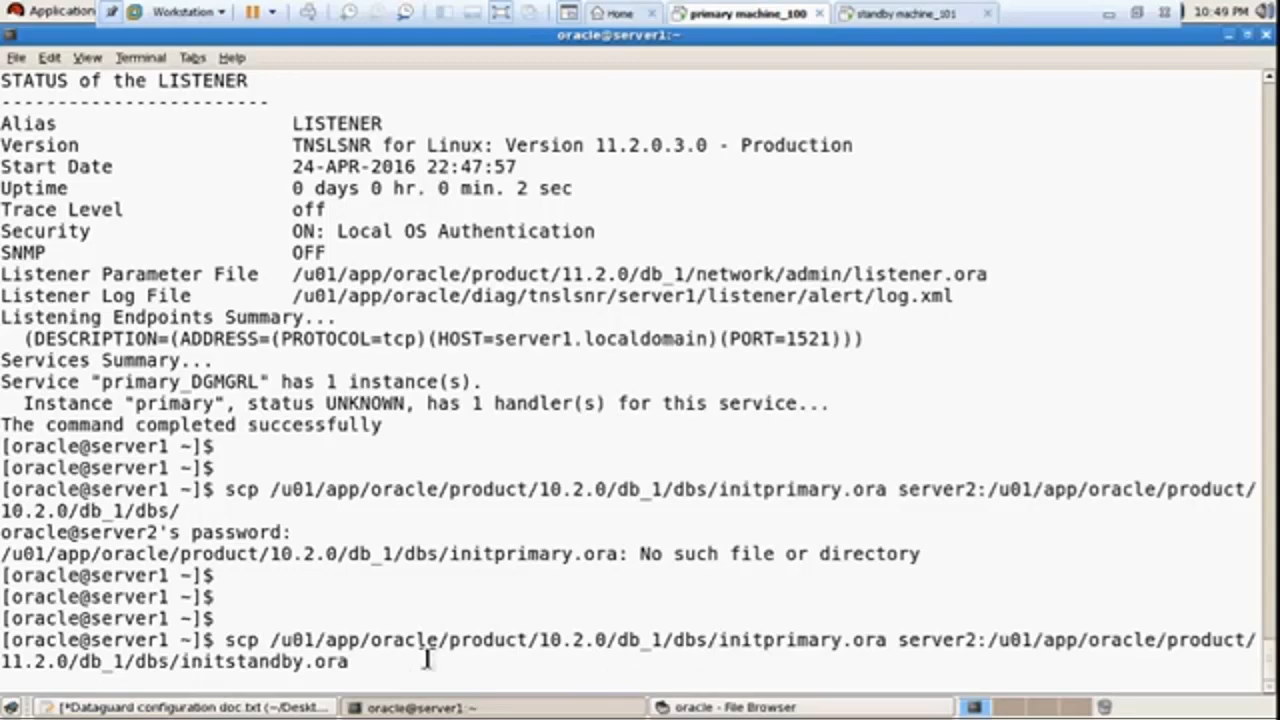 Application Workstation Home primary machine_100 standby machine_101 10:49 PM
oracle@server1:~
File Edit View Terminal Tabs Help
STATUS of the LISTENER
------------------------
Alias LISTENER
Version TNSLSNR for Linux: Version 11.2.0.3.0 - Production
Start Date 24-APR-2016 22:47:57
Uptime 0 days 0 hr. 0 min. 2 sec
Trace Level off
Security ON: Local OS Authentication
SNMP OFF
Listener Parameter File /u01/app/oracle/product/11.2.0/db_1/network/admin/listener.ora
Listener Log File /u01/app/oracle/diag/tnslsnr/server1/listener/alert/log.xml
Listening Endpoints Summary...
(DESCRIPTION=(ADDRESS=(PROTOCOL=tcp)(HOST=server1.localdomain)(PORT=1521)))
Services Summary...
Service "primary_DGMGRL" has 1 instance(s).
Instance "primary", status UNKNOWN, has 1 handler(s) for this service...
The command completed successfully
[oracle@server1 ~]$
[oracle@server1 ~]$
[oracle@server1 ~]$ scp /u01/app/oracle/product/10.2.0/db_1/dbs/initprimary.ora server2:/u01/app/oracle/product/
10.2.0/db_1/dbs/
oracle@server2's password:
/u01/app/oracle/product/10.2.0/db_1/dbs/initprimary.ora: No such file or directory
[oracle@server1 ~]$
[oracle@server1 ~]$
[oracle@server1 ~]$
[oracle@server1 ~]$ scp /u01/app/oracle/product/10.2.0/db_1/dbs/initprimary.ora server2:/u01/app/oracle/product/
11.2.0/db_1/dbs/initstandby.ora
[*Dataguard configuration doc.txt (~/Deskt... oracle@server1:~ oracle - File Browser